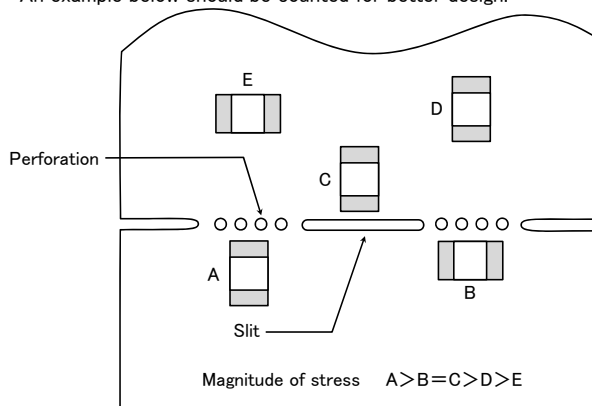 An example below should be counted for better design.
E
D
Perforation
C
A
B
Slit
Magnitude of stress A>B=C>D>E